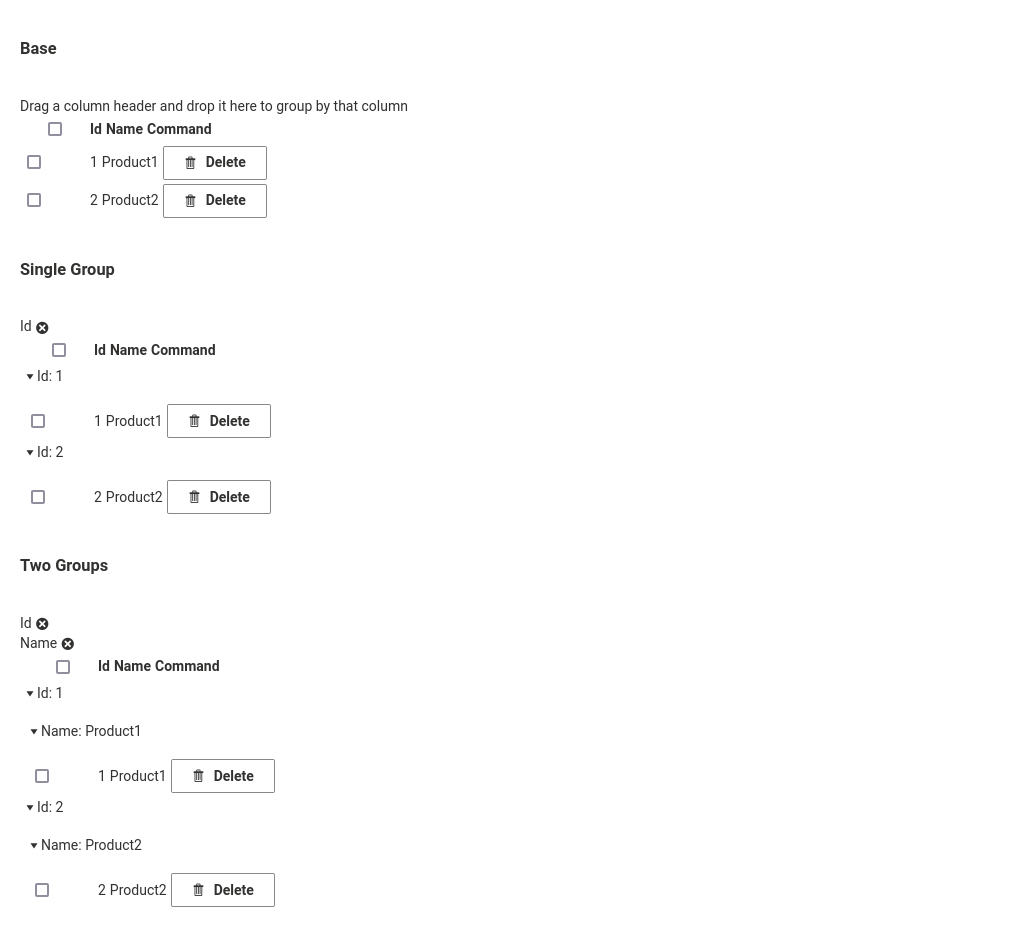 Base
Drag a column header and drop it here to group by that column
Id Name Command
1 Product1 Delete
2 Product2 Delete
Single Group
Id
Id Name Command
Id: 1
1 Product1 Delete
Id: 2
2 Product2 Delete
Two Groups
Id
Name
Id Name Command
Id: 1
Name: Product1
1 Product1 Delete
Id: 2
Name: Product2
2 Product2 Delete